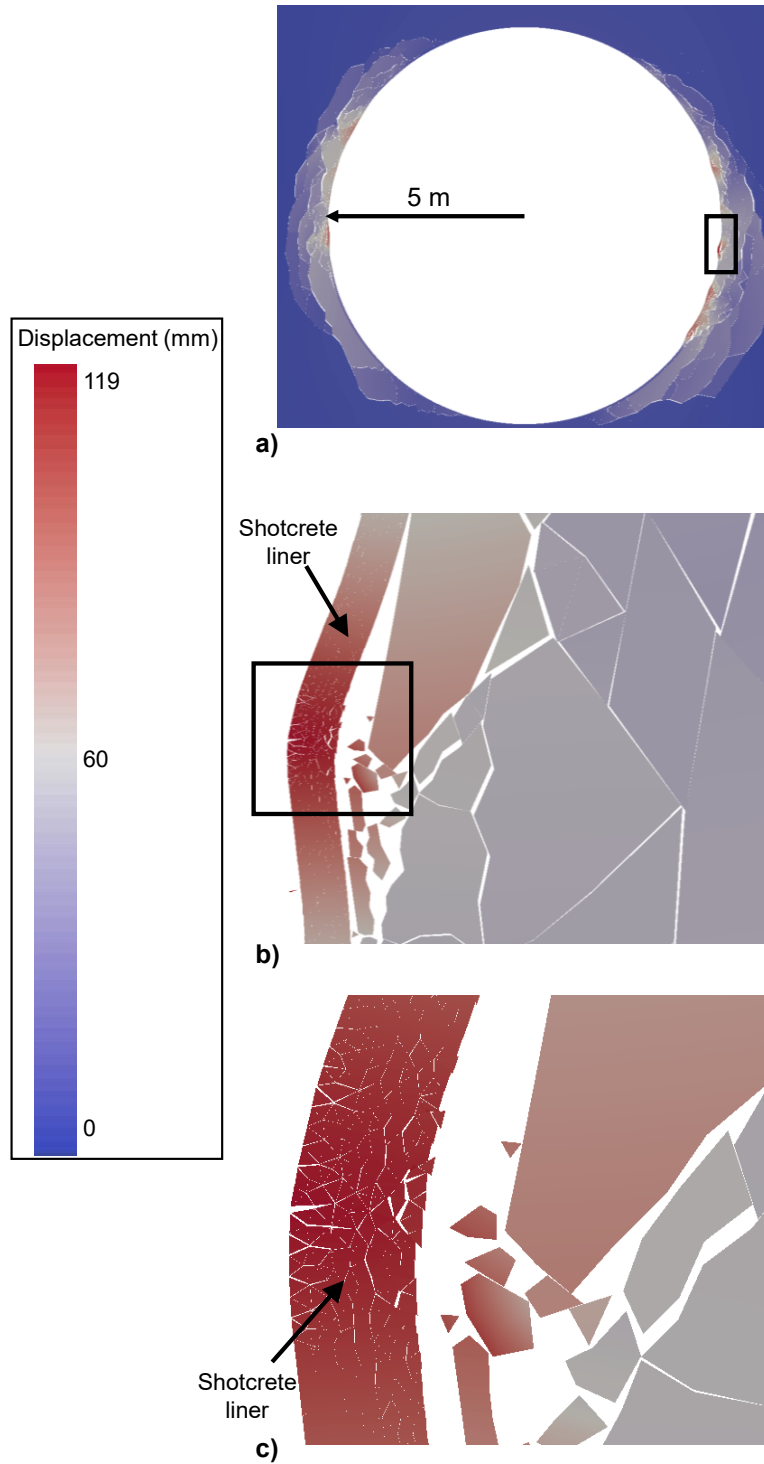 5 m
a)
Displacement (mm)
119
60
0
Shotcrete
liner
b)
Shotcrete
liner
c)